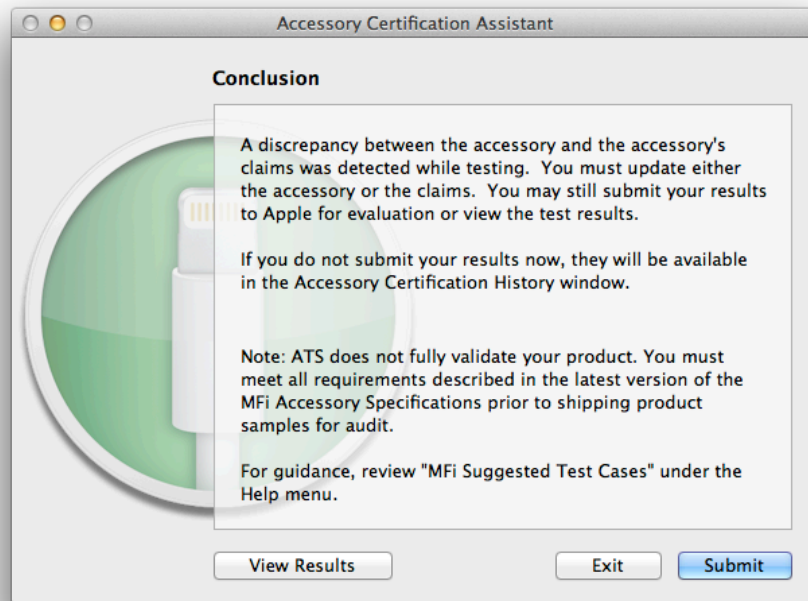 Accessory Certification Assistant
Conclusion
A discrepancy between the accessory and the accessory's
claims was detected while testing.  You must update either
the accessory or the claims.  You may still submit your results
to Apple for evaluation or view the test results.
If you do not submit your results now, they will be available
in the Accessory Certification History window.
Note: ATS does not fully validate your product. You must
meet all requirements described in the latest version of the
MFi Accessory Specifications prior to shipping product
samples for audit.
For guidance, review "MFi Suggested Test Cases" under the
Help menu.
View Results
Exit
Submit